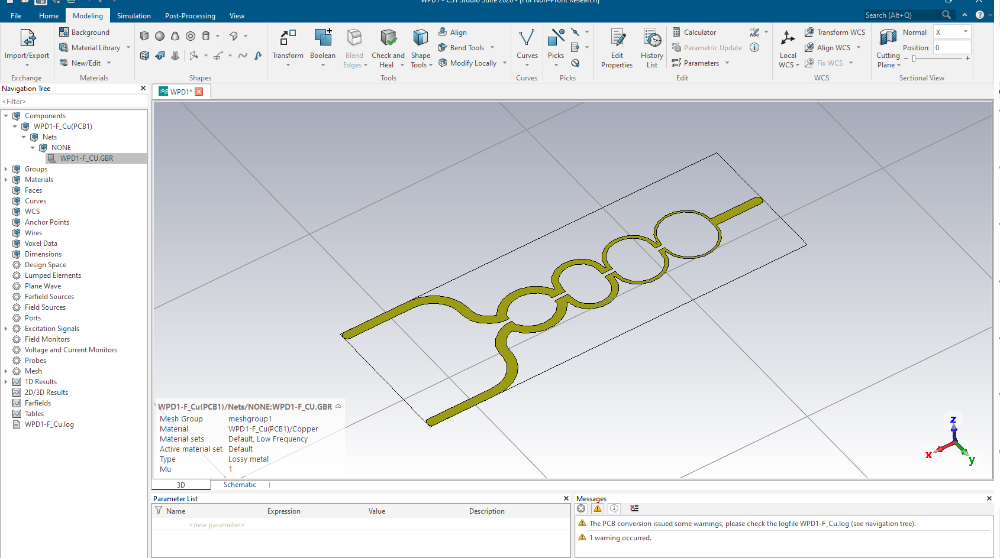 WPD1 - CST Studio Suite 2020 - [For Non-Profit Research]
File Home Modeling Simulation Post-Processing View
Search (Alt+Q)
Import/Export
Exchange
Background
Material Library
New/Edit
Materials
Shapes
Transform
Boolean
Blend Edges
Check and Heal
Shape Tools
Align
Bend Tools
Modify Locally
Tools
Curves
Curves
Picks
Picks
Edit Properties
History List
Calculator
Parametric Update
Parameters
ABC
Edit
Local WCS
Transform WCS
Align WCS
Fix WCS
WCS
Cutting Plane
Normal: X
Position: 0
Sectional View
Navigation Tree
<Filter>
Components
WPD1-F_Cu(PCB1)
Nets
NONE
WPD1-F_CU.GBR
Groups
Materials
Faces
Curves
WCS
Anchor Points
Wires
Voxel Data
Dimensions
Design Space
Lumped Elements
Plane Wave
Farfield Sources
Field Sources
Ports
Excitation Signals
Field Monitors
Voltage and Current Monitors
Probes
Mesh
1D Results
2D/3D Results
Farfields
Tables
WPD1-F_Cu.log
WPD1*
WPD1-F_Cu(PCB1)/Nets/NONE:WPD1-F_CU.GBR
Mesh Group meshgroup1
Material WPD1-F_Cu(PCB1)/Copper
Material sets Default, Low Frequency
Active material set Default
Type Lossy metal
Mu 1
z
x
y
3D Schematic
Parameter List
Name Expression Value Description
<new parameter>
Messages
The PCB conversion issued some warnings, please check the logfile WPD1-F_Cu.log (see navigation tree).
1 warning occurred.